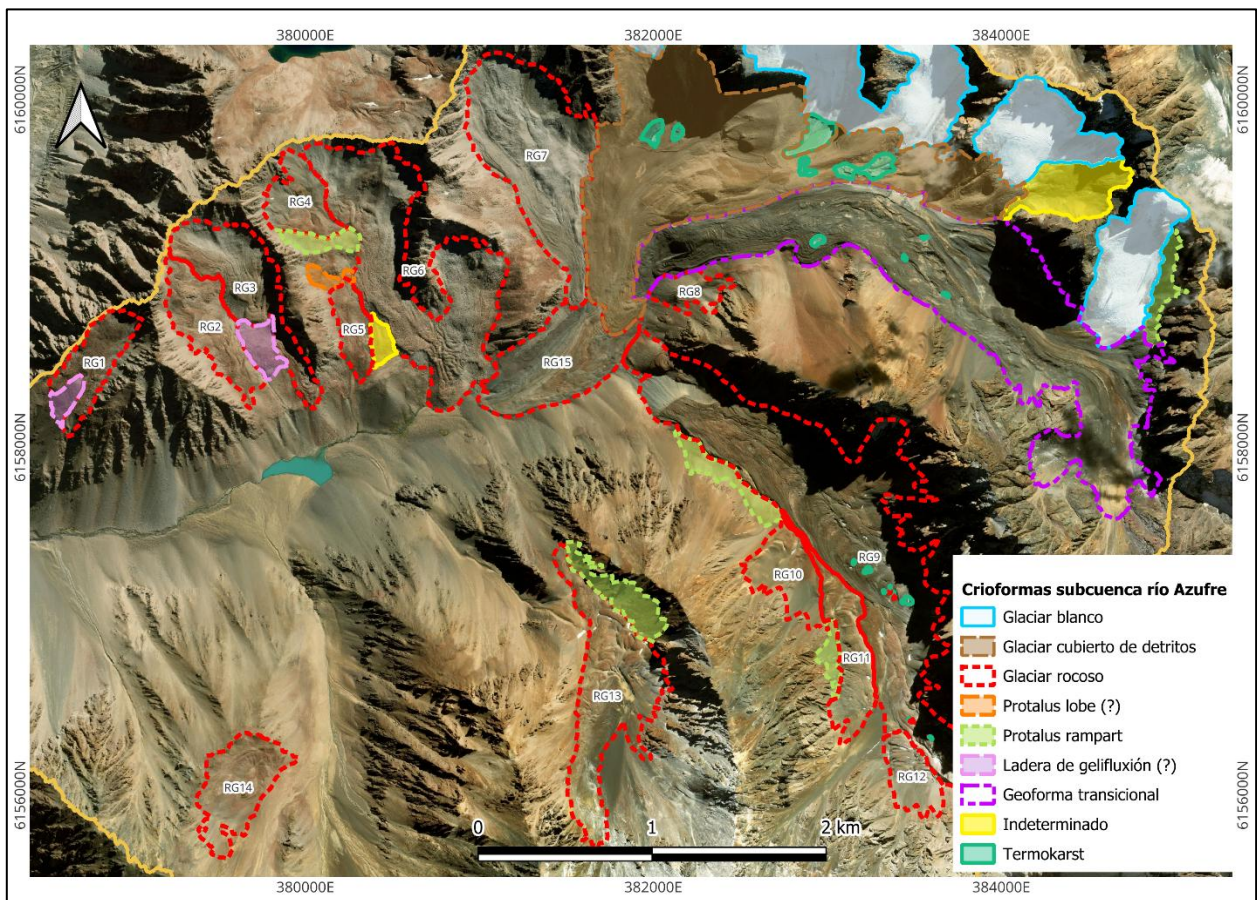 380000E
382000E
384000E
6160000N
6160000N
RG7
RG4
RG3
RG6
RG8
RG2
RG5
RG1
RG15
6158000N
6158000N
RG9
RG10
RG11
RG13
RG12
RG14
6156000N
6156000N
0
1
2 km
Crioformas subcuenca río Azufre
Glaciar blanco
Glaciar cubierto de detritos
Glaciar rocoso
Protalus lobe (?)
Protalus rampart
Ladera de gelifluxión (?)
Geoforma transicional
Indeterminado
Termokarst
380000E
382000E
384000E